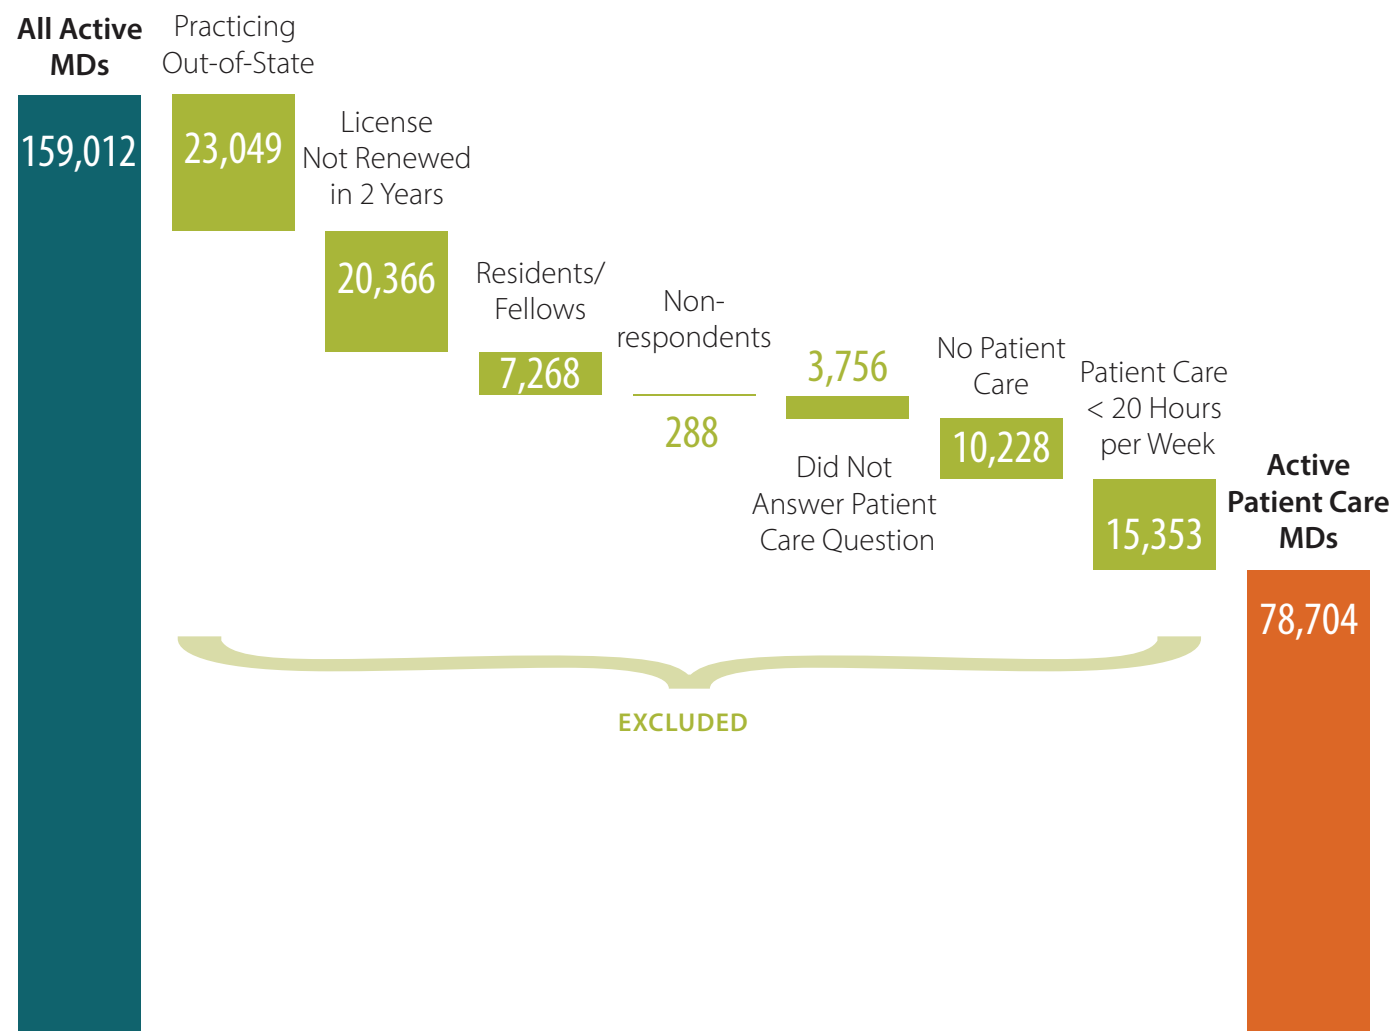 All Active
MDs
159,012
Practicing
Out-of-State
23,049
License
Not Renewed
in 2 Years
20,366
Residents/
Fellows
7,268
Non-
respondents
288
3,756
Did Not
Answer Patient
Care Question
No Patient
Care
10,228
Patient Care
< 20 Hours
per Week
15,353
Active
Patient Care
MDs
78,704
EXCLUDED